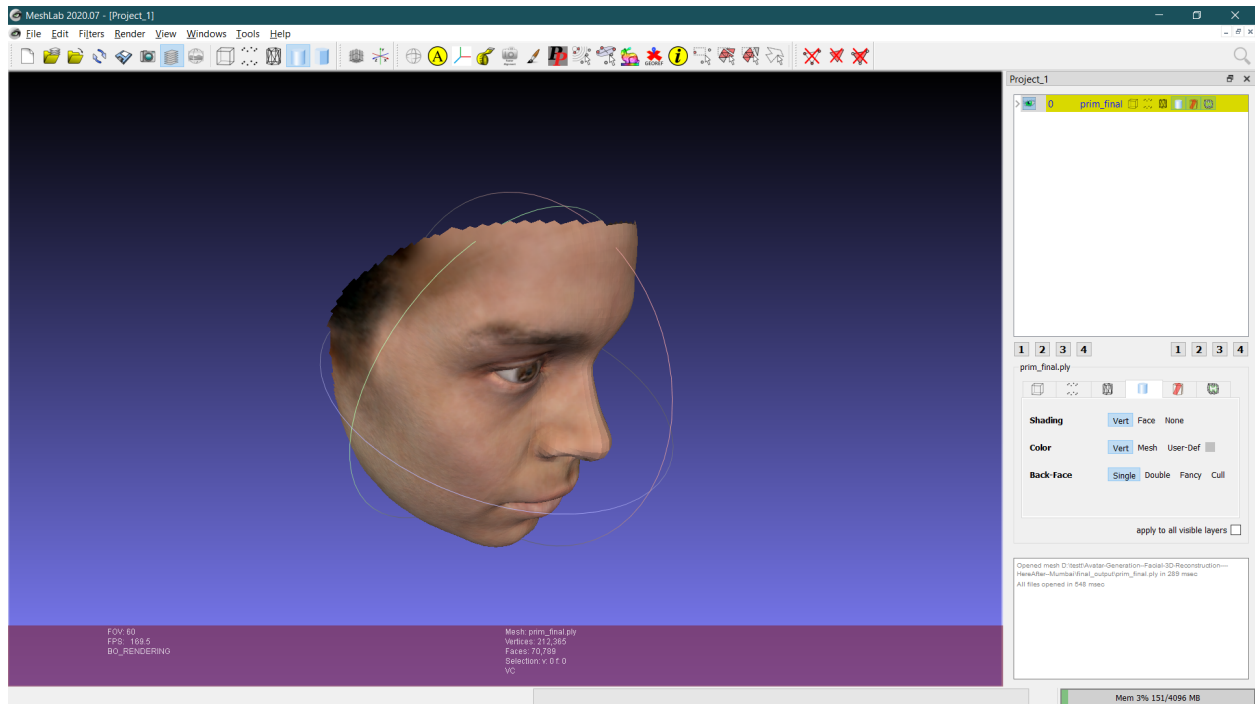 MeshLab 2020.07 - [Project_1]
File Edit Filters Render View Windows Tools Help
A
Pp
GEOREF
i
Project_1
0 prim_final
1 2 3 4 1 2 3 4
prim_final.ply
Shading Vert Face None
Color Vert Mesh User-Def
Back-Face Single Double Fancy Cull
apply to all visible layers
Opened mesh D:\testt\Avatar-Generation--Facial-3D-Reconstruction---
HereAfter--Mumbai\final_output\prim_final.ply in 289 msec
All files opened in 548 msec
FOV: 60
FPS: 169.5
BO_RENDERING
Mesh: prim_final.ply
Vertices: 212,365
Faces: 70,789
Selection: v: 0 f: 0
VC
Mem 3% 151/4096 MB